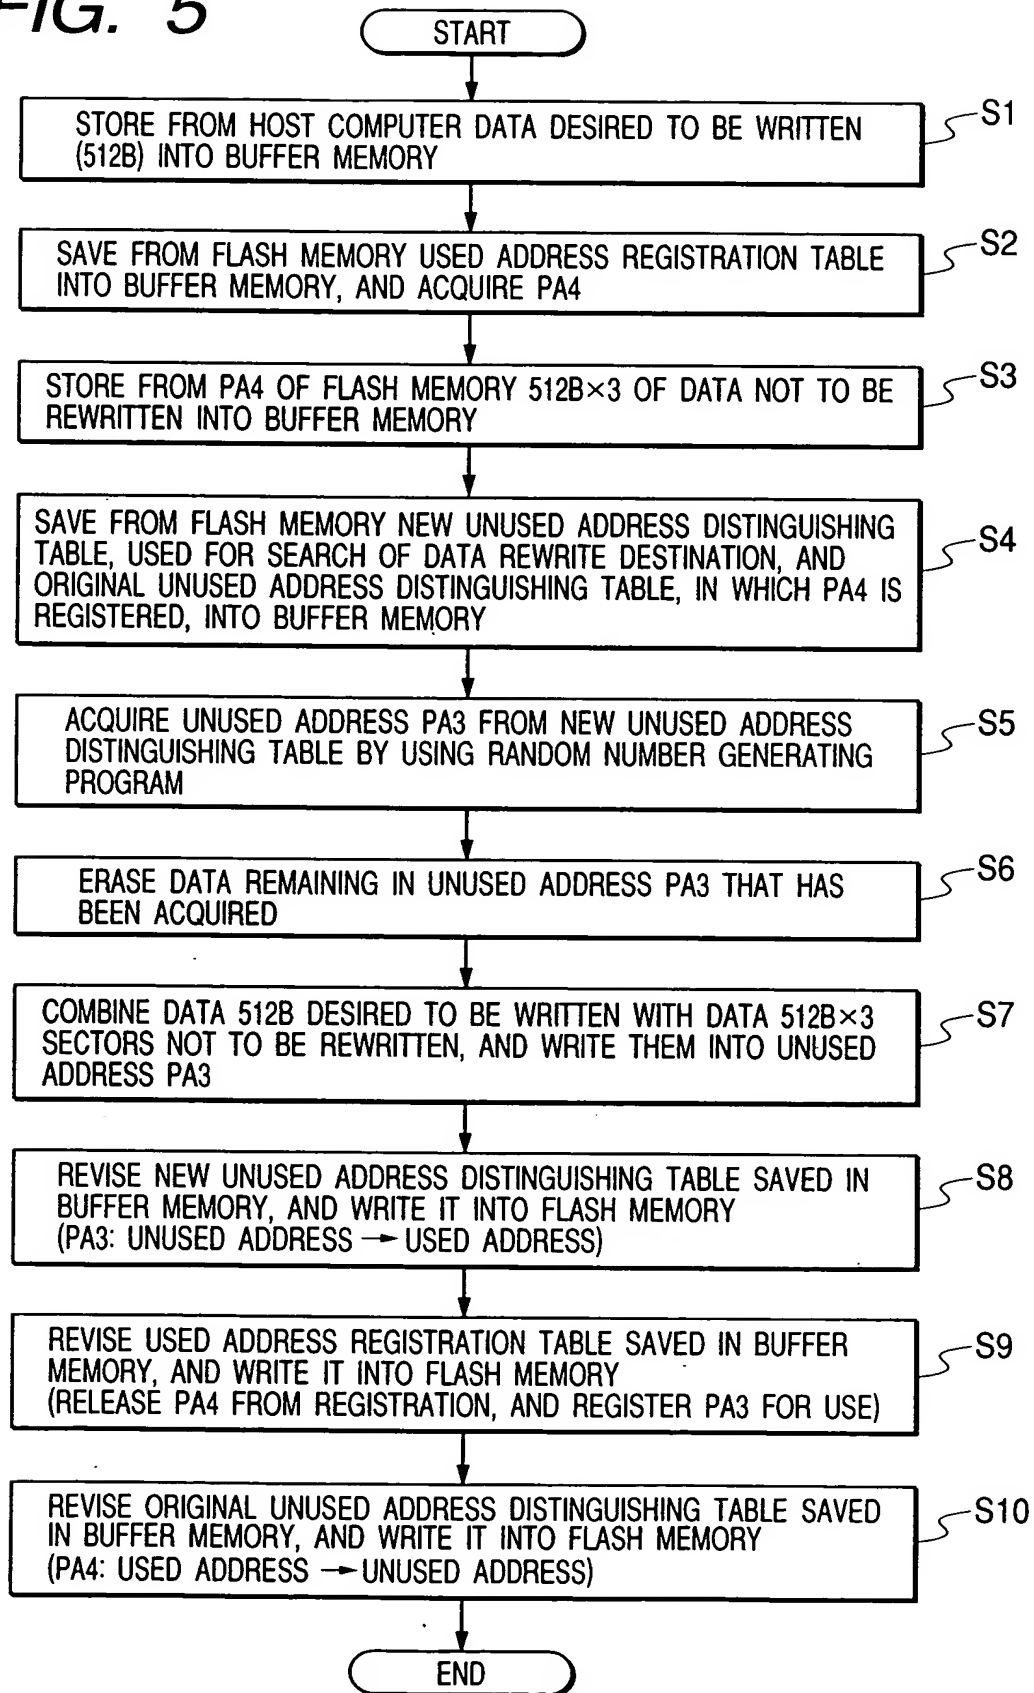 FIG. 5
START
STORE FROM HOST COMPUTER DATA DESIRED TO BE WRITTEN
(512B) INTO BUFFER MEMORY
S1
SAVE FROM FLASH MEMORY USED ADDRESS REGISTRATION TABLE
INTO BUFFER MEMORY, AND ACQUIRE PA4
S2
STORE FROM PA4 OF FLASH MEMORY 512B×3 OF DATA NOT TO BE
REWRITTEN INTO BUFFER MEMORY
S3
SAVE FROM FLASH MEMORY NEW UNUSED ADDRESS DISTINGUISHING
TABLE, USED FOR SEARCH OF DATA REWRITE DESTINATION, AND
ORIGINAL UNUSED ADDRESS DISTINGUISHING TABLE, IN WHICH PA4 IS
REGISTERED, INTO BUFFER MEMORY
S4
ACQUIRE UNUSED ADDRESS PA3 FROM NEW UNUSED ADDRESS
DISTINGUISHING TABLE BY USING RANDOM NUMBER GENERATING
PROGRAM
S5
ERASE DATA REMAINING IN UNUSED ADDRESS PA3 THAT HAS
BEEN ACQUIRED
S6
COMBINE DATA 512B DESIRED TO BE WRITTEN WITH DATA 512B×3
SECTORS NOT TO BE REWRITTEN, AND WRITE THEM INTO UNUSED
ADDRESS PA3
S7
REVISE NEW UNUSED ADDRESS DISTINGUISHING TABLE SAVED IN
BUFFER MEMORY, AND WRITE IT INTO FLASH MEMORY
(PA3: UNUSED ADDRESS → USED ADDRESS)
S8
REVISE USED ADDRESS REGISTRATION TABLE SAVED IN BUFFER
MEMORY, AND WRITE IT INTO FLASH MEMORY
(RELEASE PA4 FROM REGISTRATION, AND REGISTER PA3 FOR USE)
S9
REVISE ORIGINAL UNUSED ADDRESS DISTINGUISHING TABLE SAVED
IN BUFFER MEMORY, AND WRITE IT INTO FLASH MEMORY
(PA4: USED ADDRESS → UNUSED ADDRESS)
S10
END